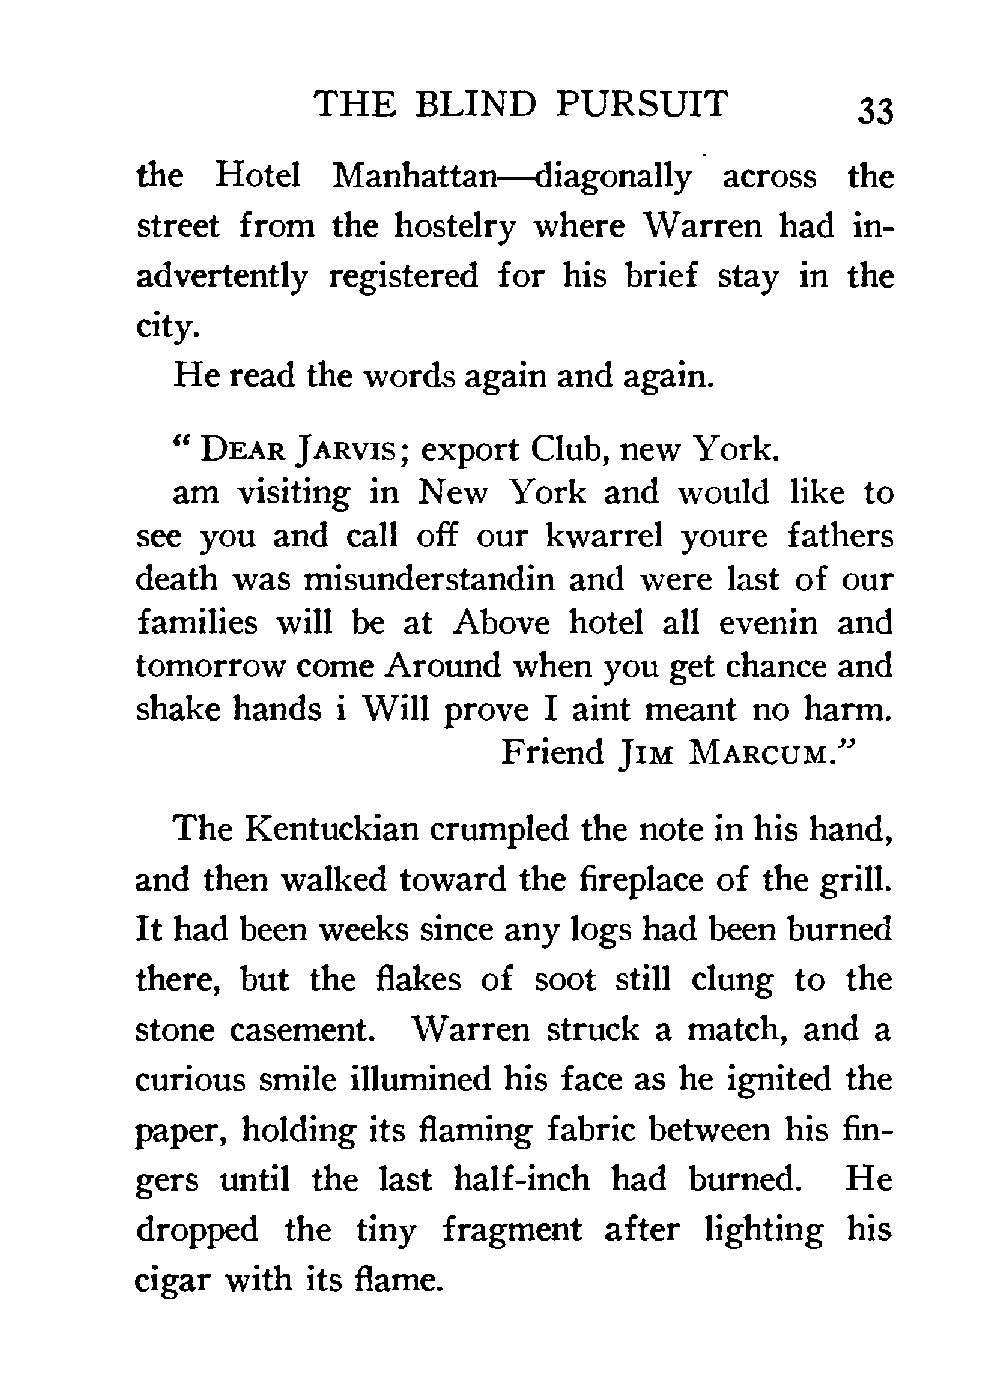 THE BLIND PURSUIT 33
the Hotel Manhattan—diagonally across the
street from the hostelry where Warren had in-
advertently registered for his brief stay in the
city.
He read the words again and again.
“ DEAR JARVIS; export Club, new York.
am visiting in New York and would like to
see you and call off our kwarrel youre fathers
death was misunderstandin and were last of our
families will be at Above hotel all evenin and
tomorrow come Around when you get chance and
shake hands i Will prove I aint meant no harm.
Friend JIM MARCUM.”
The Kentuckian crumpled the note in his hand,
and then walked toward the fireplace of the grill.
It had been weeks since any logs had been burned
there, but the flakes of soot still clung to the
stone casement. Warren struck a match, and a
curious smile illumined his face as he ignited the
paper, holding its flaming fabric between his fin-
gers until the last half-inch had burned. He
dropped the tiny fragment after lighting his
cigar with its flame.